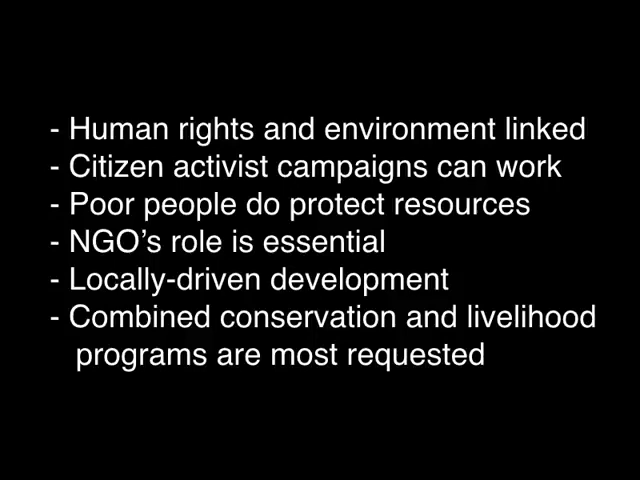 - Human rights and environment linked
- Citizen activist campaigns can work
- Poor people do protect resources
- NGO’s role is essential
- Locally-driven development
- Combined conservation and livelihood
programs are most requested